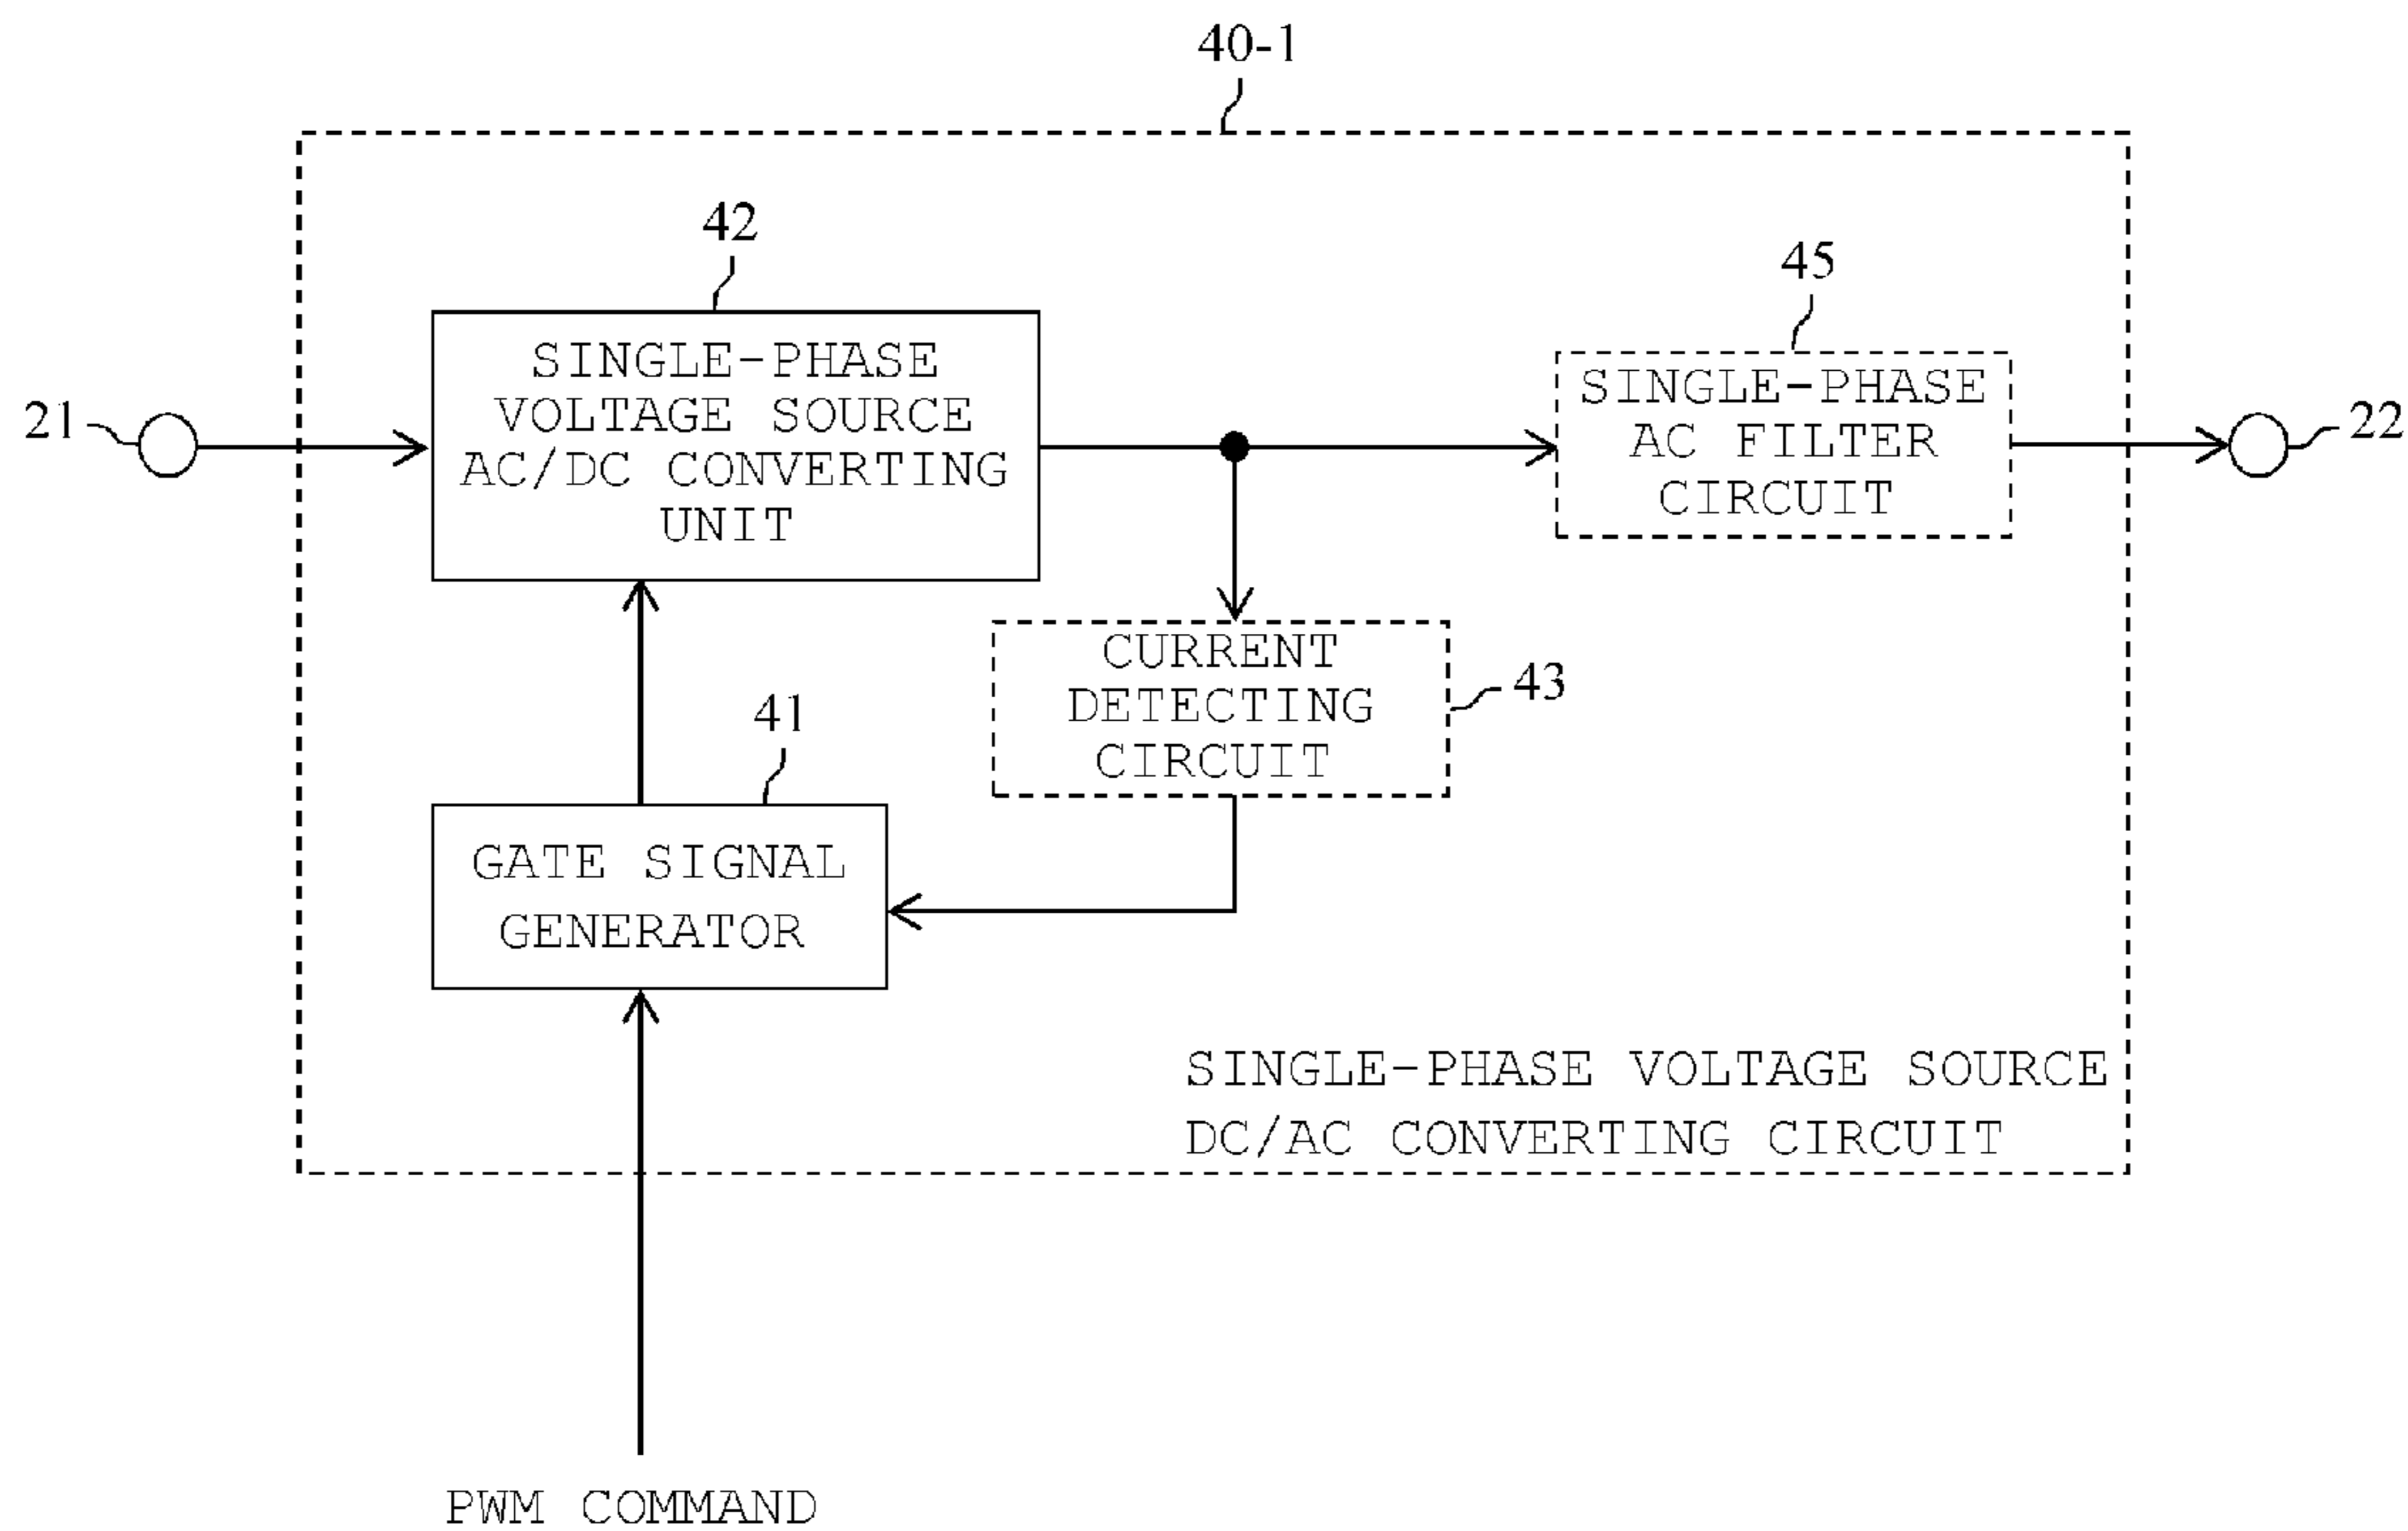 40-1
42
SINGLE-PHASE
VOLTAGE SOURCE
AC/DC CONVERTING
UNIT
45
SINGLE-PHASE
AC FILTER
CIRCUIT
21
22
CURRENT
DETECTING
CIRCUIT
43
41
GATE SIGNAL
GENERATOR
SINGLE-PHASE VOLTAGE SOURCE
DC/AC CONVERTING CIRCUIT
PWM COMMAND